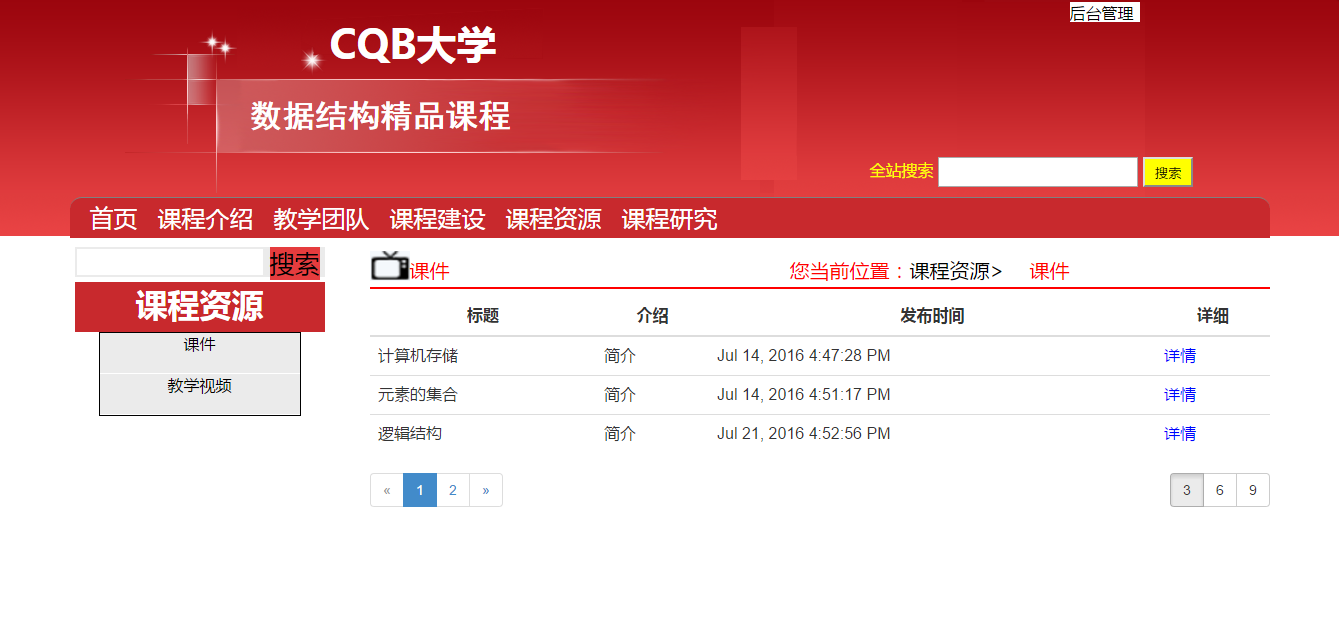 后台管理
CQB大学
数据结构精品课程
全站搜索 搜索
首页 课程介绍 教学团队 课程建设 课程资源 课程研究
搜索
课程资源
课件
教学视频
课件 您当前位置：课程资源> 课件
标题 介绍 发布时间 详细
计算机存储 简介 Jul 14, 2016 4:47:28 PM 详情
元素的集合 简介 Jul 14, 2016 4:51:17 PM 详情
逻辑结构 简介 Jul 21, 2016 4:52:56 PM 详情
« 1 2 » 3 6 9